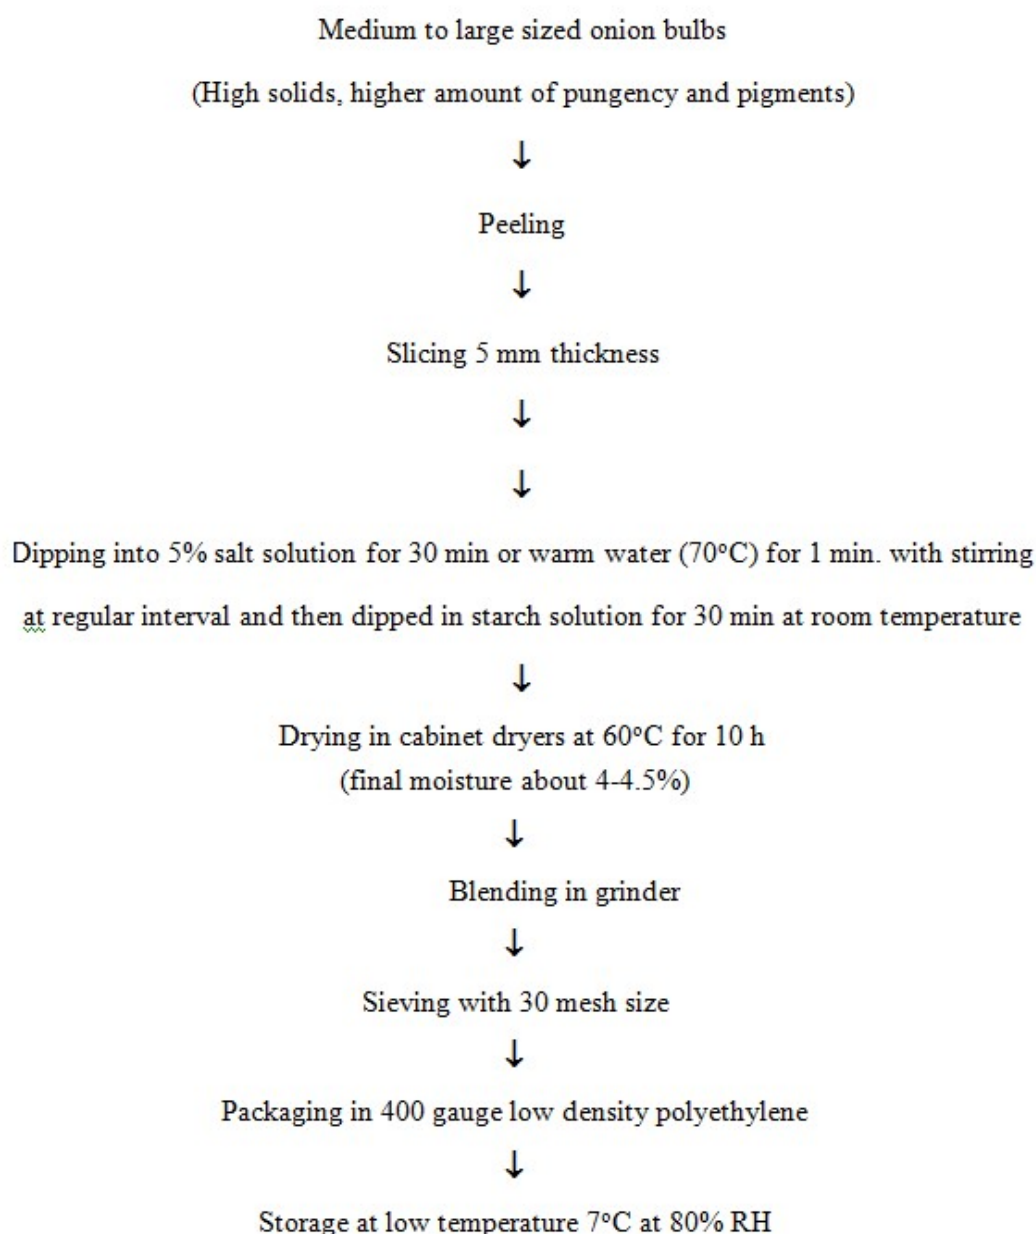 Medium to large sized onion bulbs
(High solids, higher amount of pungency and pigments)
↓
Peeling
↓
Slicing 5 mm thickness
↓
↓
Dipping into 5% salt solution for 30 min or warm water (70°C) for 1 min. with stirring
at regular interval and then dipped in starch solution for 30 min at room temperature
↓
Drying in cabinet dryers at 60°C for 10 h
(final moisture about 4-4.5%)
↓
Blending in grinder
↓
Sieving with 30 mesh size
↓
Packaging in 400 gauge low density polyethylene
↓
Storage at low temperature 7°C at 80% RH